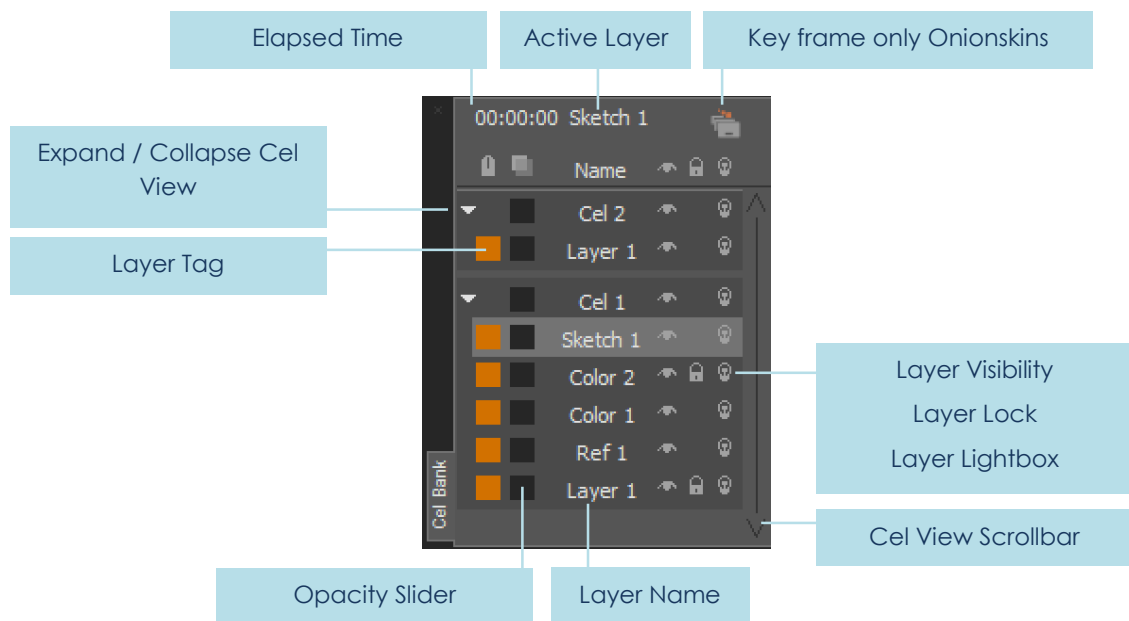 Elapsed Time
Active Layer
Key frame only Onionskins
00:00:00 Sketch 1
Expand / Collapse Cel
View
Name
Cel 2
Layer Tag
Layer 1
Cel 1
Sketch 1
Color 2
Layer Visibility
Layer Lock
Layer Lightbox
Color 1
Ref 1
Layer 1
Cel Bank
Cel View Scrollbar
Opacity Slider
Layer Name